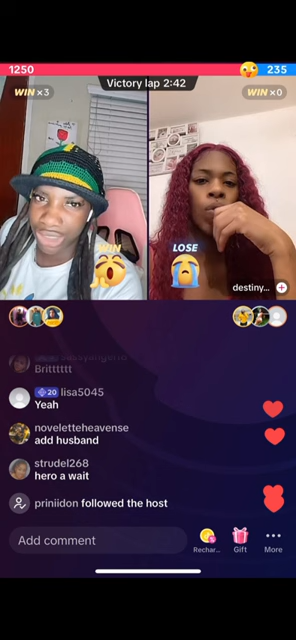 1250
235
Victory lap 2:42
WIN ×3
WIN ×0
WIN
LOSE
destiny...
Britttttt
20 lisa5045
Yeah
noveletteheavense
add husband
strudel268
hero a wait
priniidon followed the host
Add comment
Rechar...
Gift
More